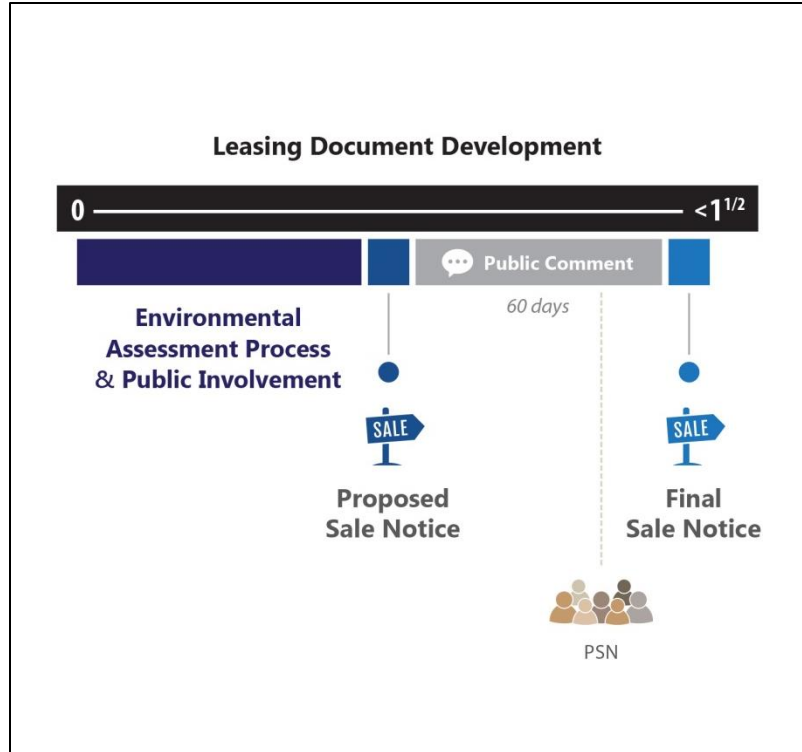 Leasing Document Development
0 <1 1/2
Public Comment
60 days
Environmental
Assessment Process
& Public Involvement
SALE
SALE
Proposed
Sale Notice
Final
Sale Notice
PSN